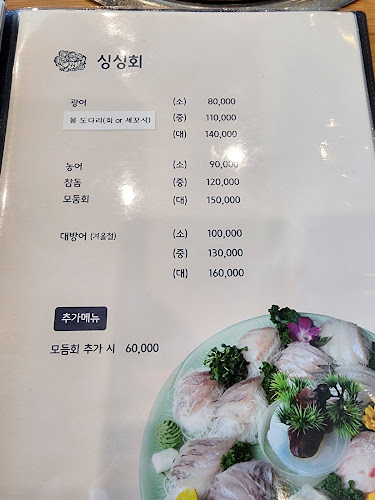 싱싱회
광어 (소) 80,000
봄 도다리(회 or 세꼬시) (중) 110,000
(대) 140,000
농어 (소) 90,000
참돔 (중) 120,000
모둠회 (대) 150,000
대방어 (겨울철) (소) 100,000
(중) 130,000
(대) 160,000
추가메뉴
모듬회 추가 시 60,000